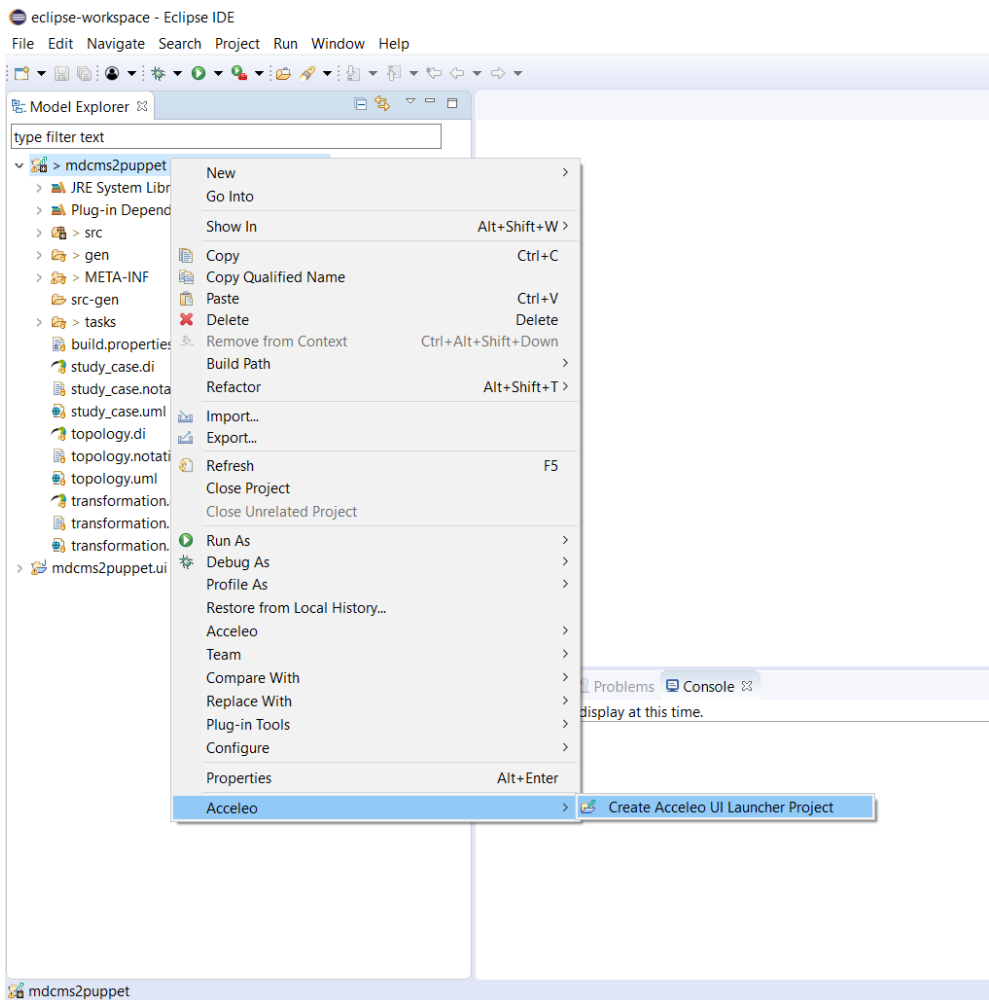 eclipse-workspace - Eclipse IDE
File Edit Navigate Search Project Run Window Help
Model Explorer
type filter text
> mdcms2puppet
JRE System Libr
Plug-in Depend
> src
> gen
> META-INF
src-gen
> tasks
build.properties
study_case.di
study_case.nota
study_case.uml
topology.di
topology.notati
topology.uml
transformation.
transformation.
transformation.
mdcms2puppet.ui
New
Go Into
Show In Alt+Shift+W >
Copy Ctrl+C
Copy Qualified Name
Paste Ctrl+V
Delete Delete
Remove from Context Ctrl+Alt+Shift+Down
Build Path
Refactor Alt+Shift+T >
Import...
Export...
Refresh F5
Close Project
Close Unrelated Project
Run As
Debug As
Profile As
Restore from Local History...
Acceleo
Team
Compare With
Replace With
Plug-in Tools
Configure
Properties Alt+Enter
Acceleo
Create Acceleo UI Launcher Project
Problems Console
display at this time.
mdcms2puppet